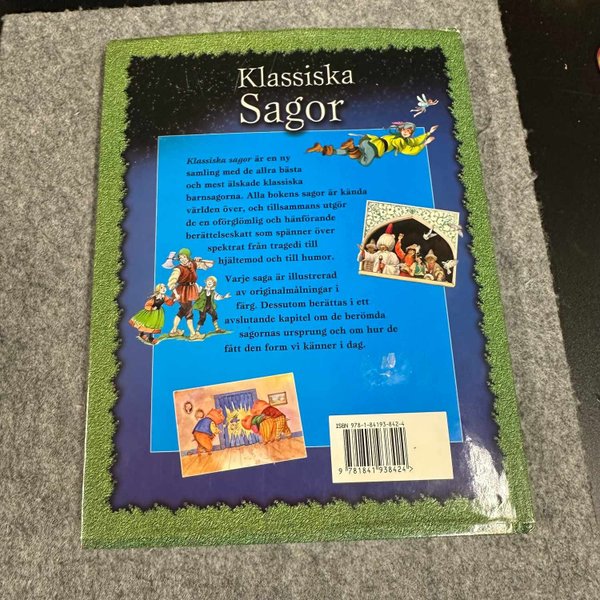 Klassiska
Sagor
Klassiska sagor är en ny
samling med de allra bästa
och mest älskade klassiska
barnsagorna. Alla bokens sagor är kända
världen över, och tillsammans utgör
de en oförglömlig och hänförande
berättelseskatt som spänner över
spektrat från tragedi till
hjältemod och till humor.
Varje saga är illustrerad
av originalmålningar i
färg. Dessutom berättas i ett
avslutande kapitel om de berömda
sagornas ursprung och om hur de
fått den form vi känner i dag.
ISBN 978-1-84193-842-4
9 781841 938424 >